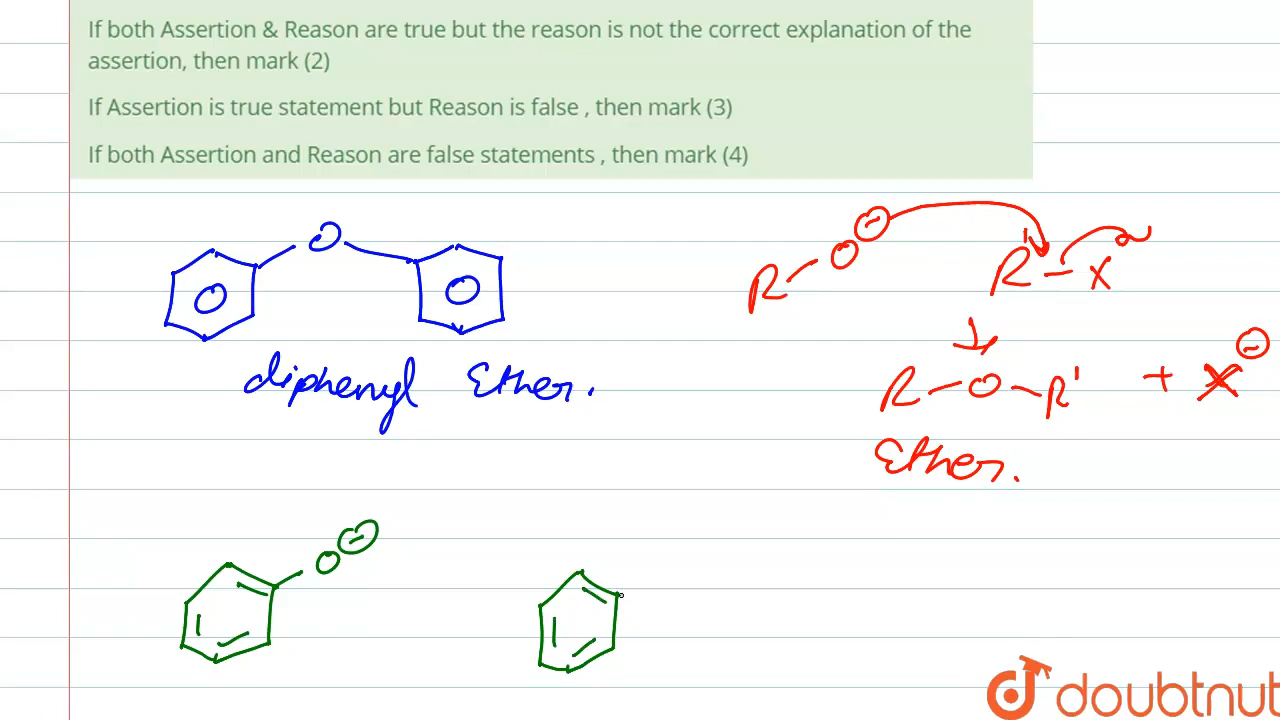 If both Assertion & Reason are true but the reason is not the correct explanation of the
assertion, then mark (2)
If Assertion is true statement but Reason is false , then mark (3)
If both Assertion and Reason are false statements , then mark (4)
O
R-O⊖ R'-X
diphenyl Ether.
R-O-R' + X⊖
Ether.
O⊖
doubtnut